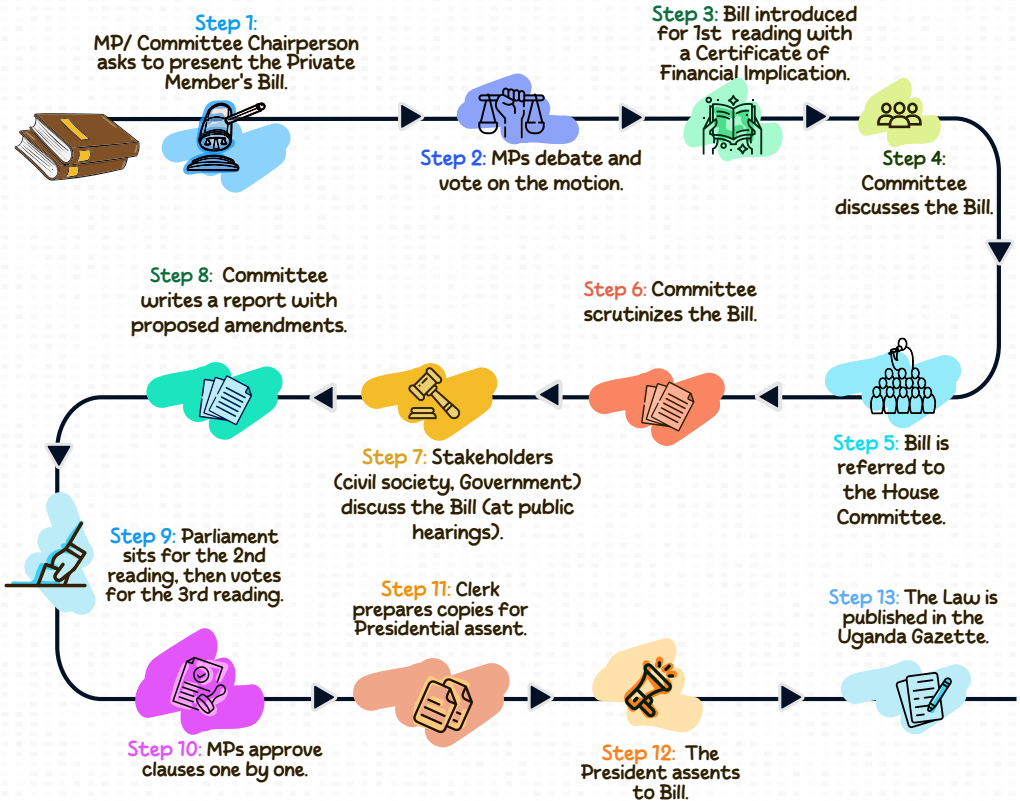 Step 1:
MP/ Committee Chairperson
asks to present the Private
Member's Bill.
Step 2: MPs debate and
vote on the motion.
Step 3: Bill introduced
for 1st reading with
a Certificate of
Financial Implication.
Step 4:
Committee
discusses the Bill.
Step 5: Bill is
referred to
the House
Committee.
Step 6: Committee
scrutinizes the Bill.
Step 7: Stakeholders
(civil society, Government)
discuss the Bill (at public
hearings).
Step 8: Committee
writes a report with
proposed amendments.
Step 9: Parliament
sits for the 2nd
reading, then votes
for the 3rd reading.
Step 10: MPs approve
clauses one by one.
Step 11: Clerk
prepares copies for
Presidential assent.
Step 12: The
President assents
to Bill.
Step 13: The Law is
published in the
Uganda Gazette.